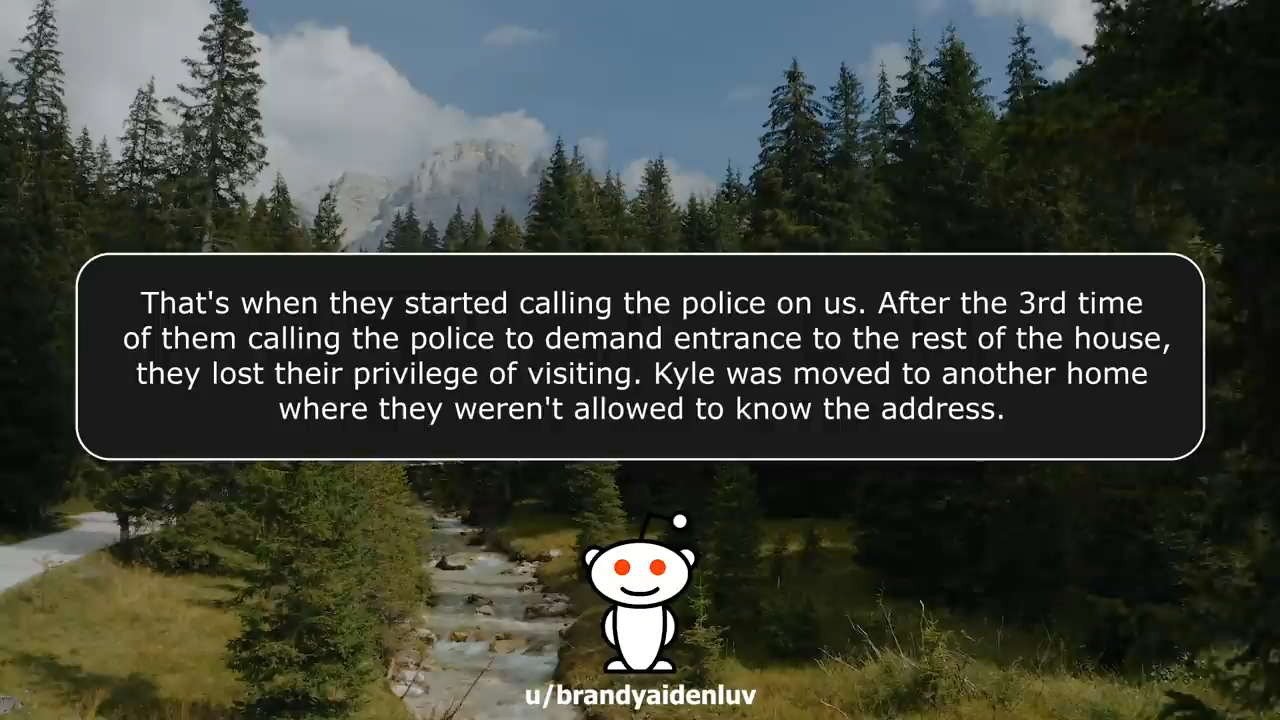 That's when they started calling the police on us. After the 3rd time
of them calling the police to demand entrance to the rest of the house,
they lost their privilege of visiting. Kyle was moved to another home
where they weren't allowed to know the address.
u/brandyaidenluv